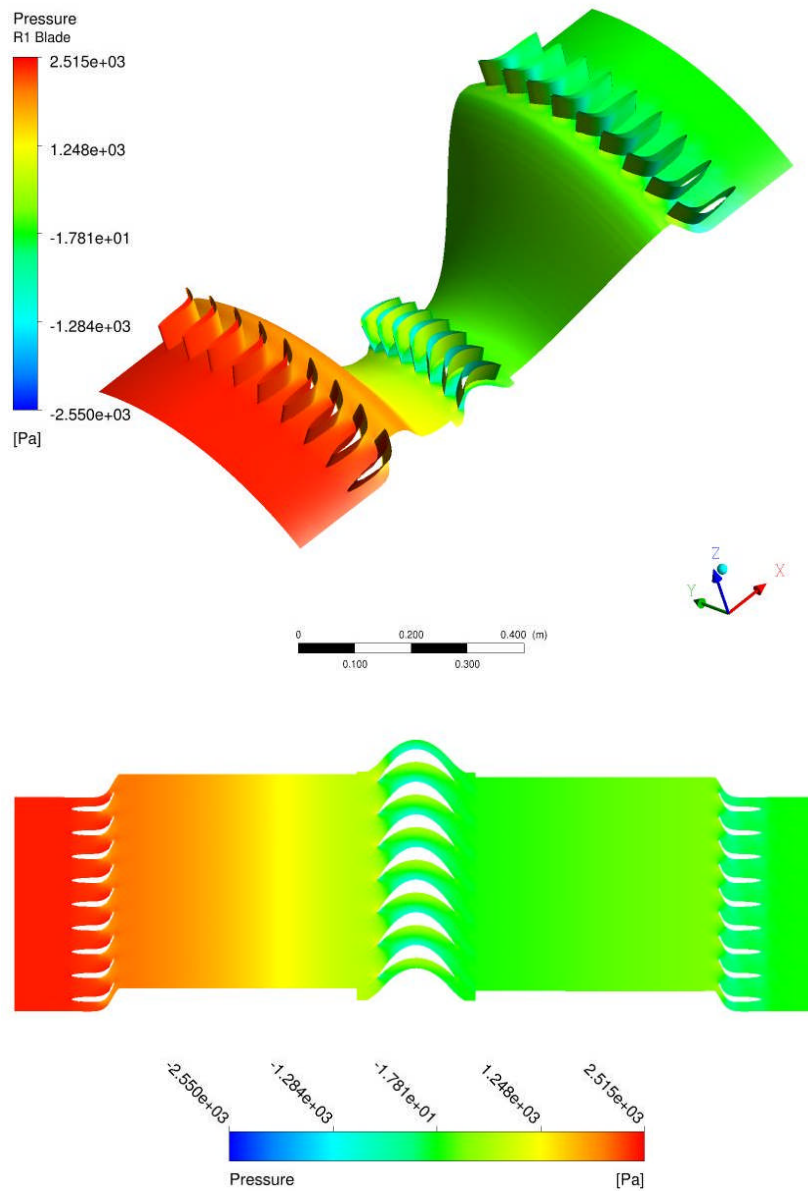 Pressure
R1 Blade
2.515e+03
1.248e+03
-1.781e+01
-1.284e+03
-2.550e+03
[Pa]
Z
Y
X
0
0.200
0.400
(m)
0.100
0.300
-2.550e+03
-1.284e+03
-1.781e+01
1.248e+03
2.515e+03
Pressure
[Pa]